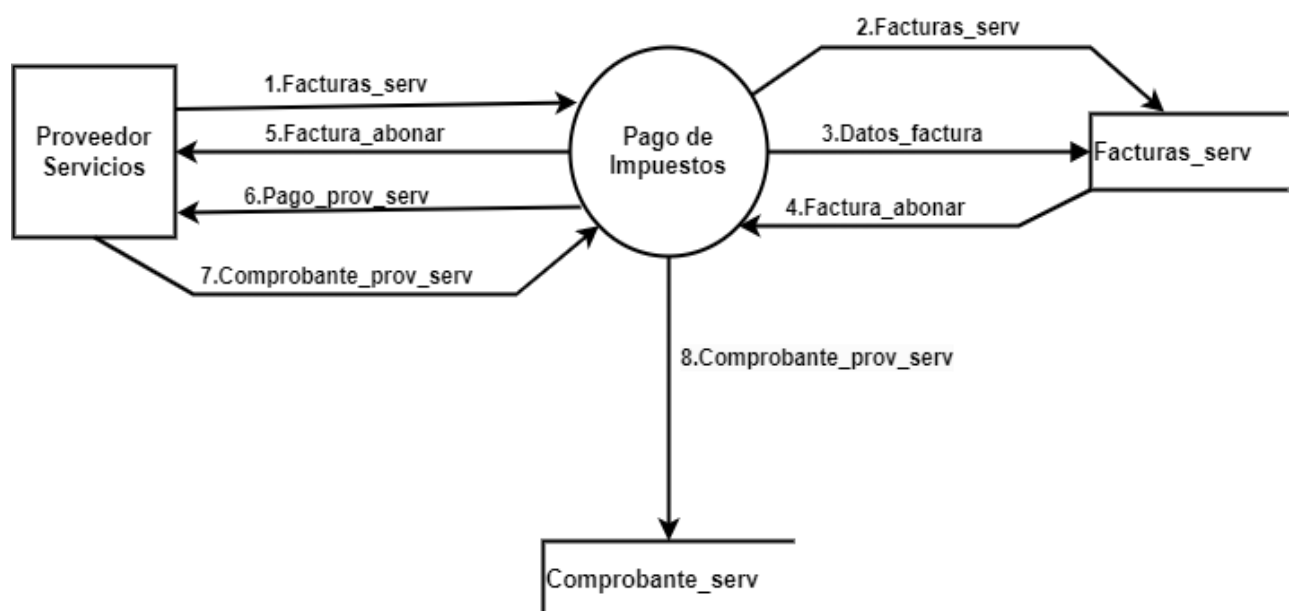 2.Facturas_serv
1.Facturas_serv
Proveedor
Servicios
5.Factura_abonar
Pago de
Impuestos
3.Datos_factura
Facturas_serv
6.Pago_prov_serv
4.Factura_abonar
7.Comprobante_prov_serv
8.Comprobante_prov_serv
Comprobante_serv